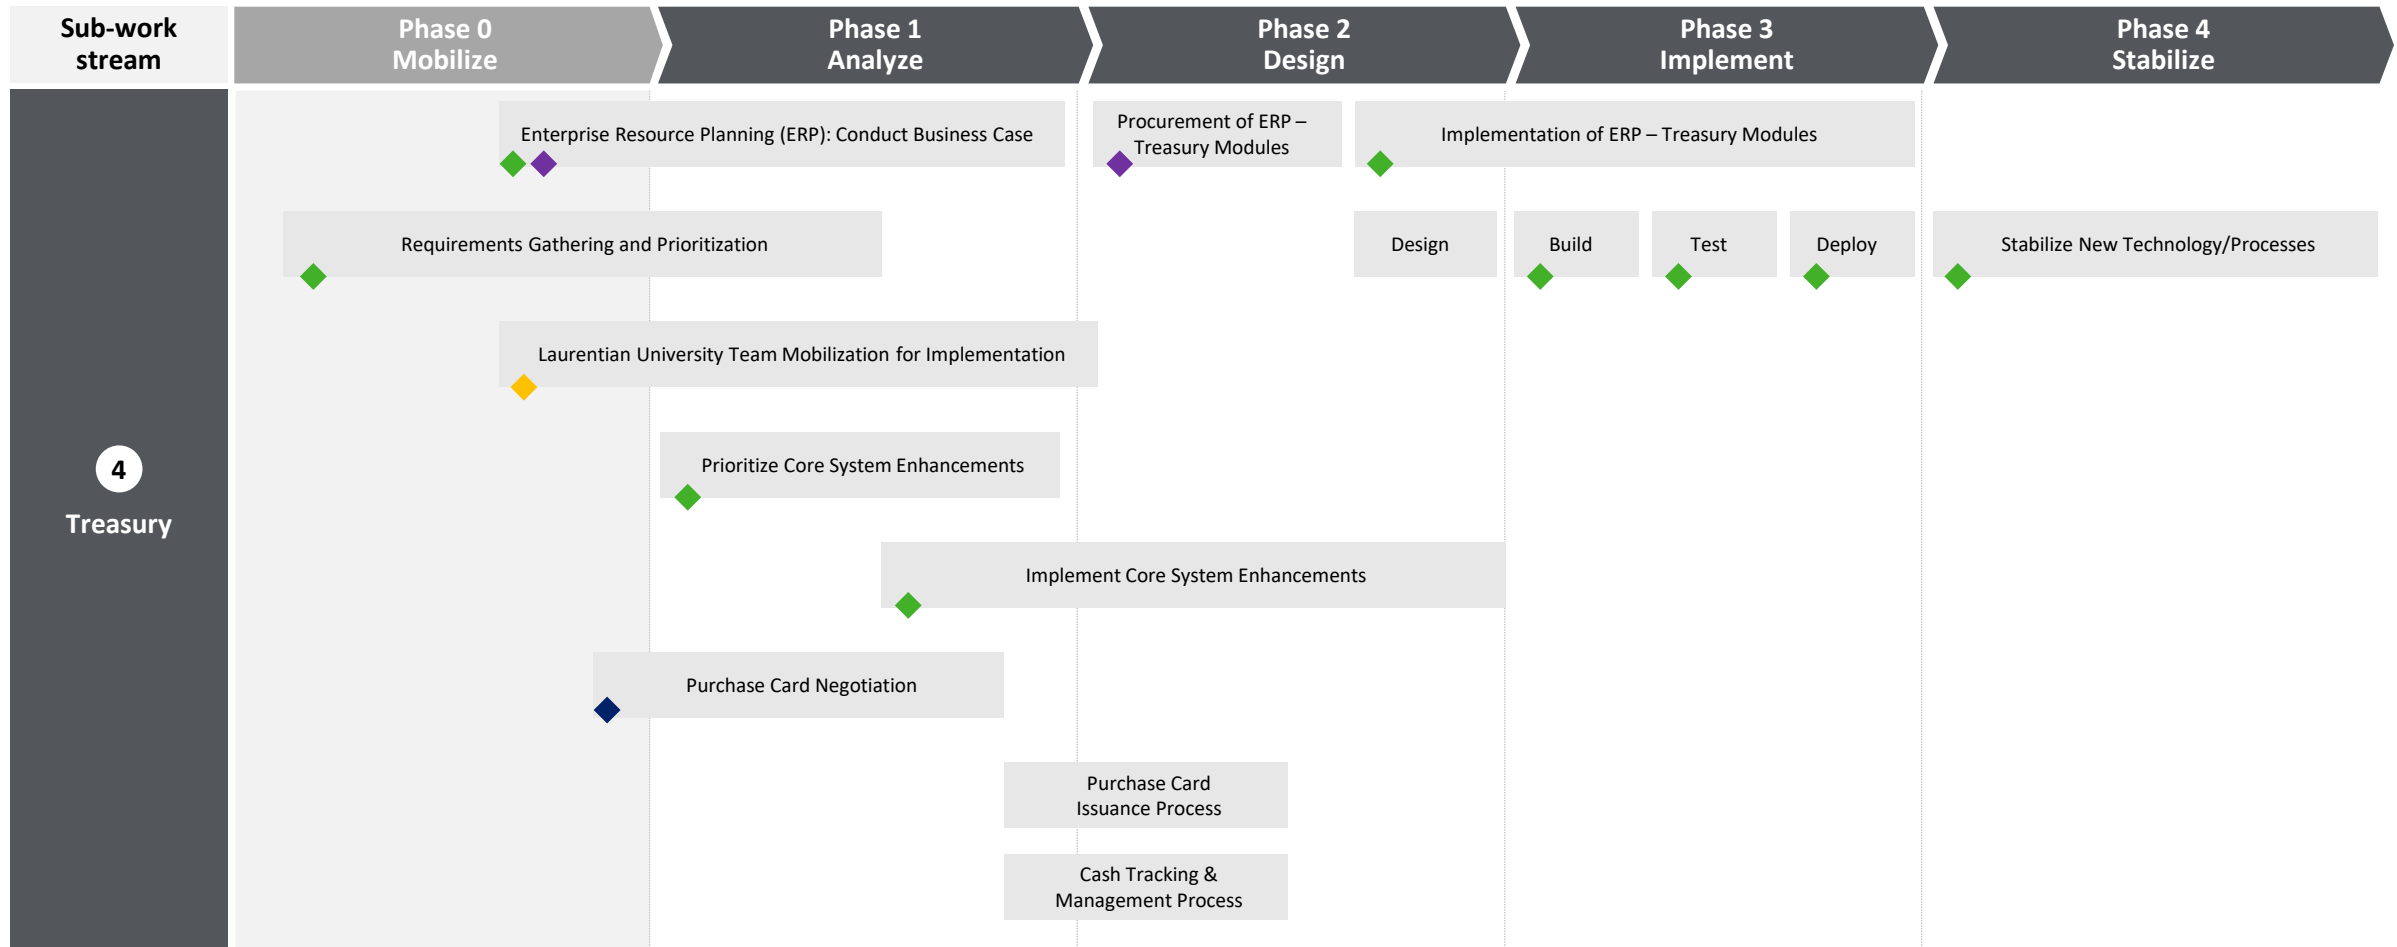 Sub-work
stream
Phase 0
Mobilize
Phase 1
Analyze
Phase 2
Design
Phase 3
Implement
Phase 4
Stabilize
Enterprise Resource Planning (ERP): Conduct Business Case
Procurement of ERP –
Treasury Modules
Implementation of ERP – Treasury Modules
Requirements Gathering and Prioritization
Design
Build
Test
Deploy
Stabilize New Technology/Processes
Laurentian University Team Mobilization for Implementation
4
Treasury
Prioritize Core System Enhancements
Implement Core System Enhancements
Purchase Card Negotiation
Purchase Card
Issuance Process
Cash Tracking &
Management Process